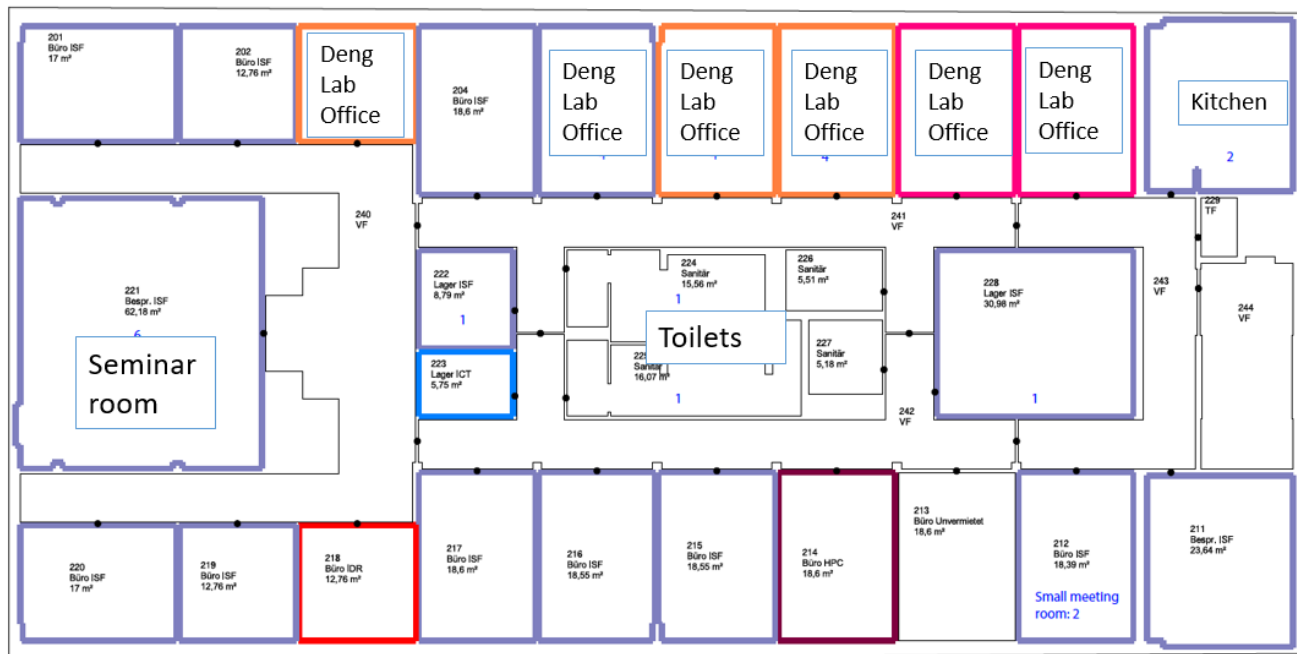 201
Büro ISF
17 m²
202
Büro ISF
12,76 m²
Deng
Lab
Office
204
Büro ISF
18,6 m²
Deng
Lab
Office
Deng
Lab
Office
Deng
Lab
Office
4
Deng
Lab
Office
Deng
Lab
Office
Kitchen
2
240
VF
241
VF
229
TF
221
Bespr. ISF
62,18 m²
6
Seminar
room
222
Lager ISF
8,79 m²
1
223
Lager ICT
5,75 m²
224
Sanitär
15,56 m²
1
226
Sanitär
5,51 m²
Toilets
225
Sanitär
16,07 m²
1
227
Sanitär
5,18 m²
228
Lager ISF
30,98 m²
1
243
VF
244
VF
242
VF
220
Büro ISF
17 m²
219
Büro ISF
12,76 m²
218
Büro IDR
12,76 m²
217
Büro ISF
18,6 m²
216
Büro ISF
18,55 m²
215
Büro ISF
18,55 m²
214
Büro HPC
18,6 m²
213
Büro Unvermietet
18,6 m²
212
Büro ISF
18,39 m²
Small meeting
room: 2
211
Bespr. ISF
23,64 m²